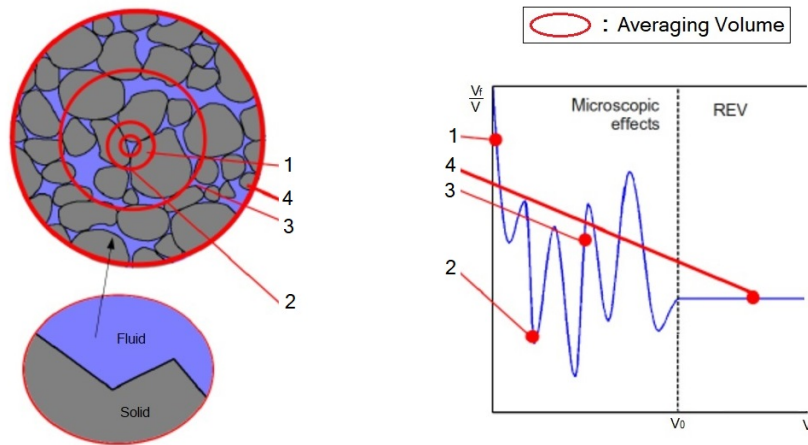 : Averaging Volume
Vf
V
Microscopic
effects
REV
1
4
3
2
V0
V
1
4
3
2
Fluid
Solid